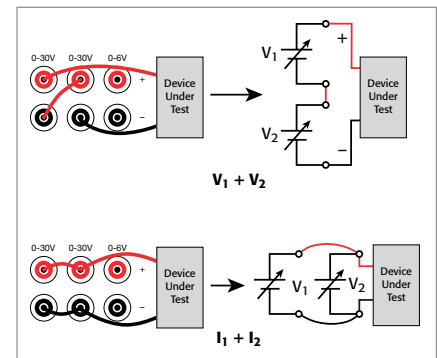 0-30V 0-30V 0-6V
+
−
Device
Under
Test
V1
V2
+
−
Device
Under
Test
V1 + V2
0-30V 0-30V 0-6V
+
−
Device
Under
Test
V1
V2
Device
Under
Test
I1 + I2